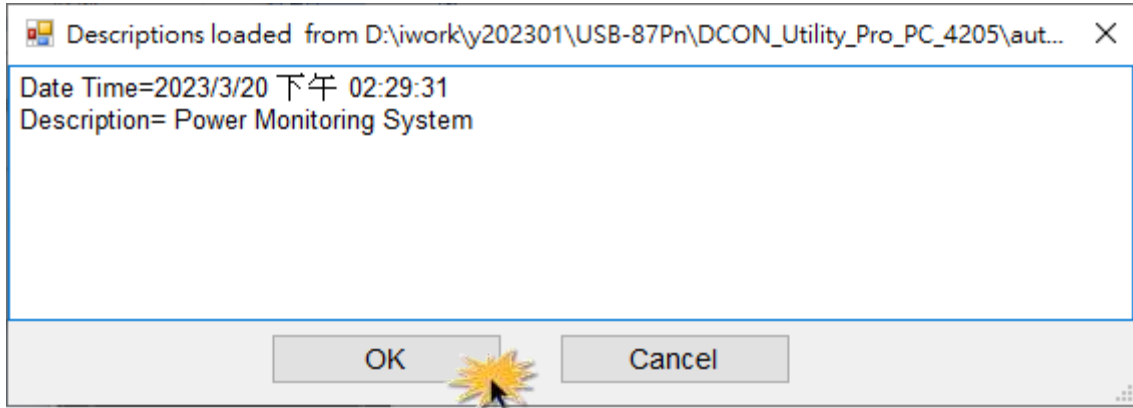 Descriptions loaded  from D:\iwork\y202301\USB-87Pn\DCON_Utility_Pro_PC_4205\aut...
Date Time=2023/3/20 下午 02:29:31
Description= Power Monitoring System
OK
Cancel